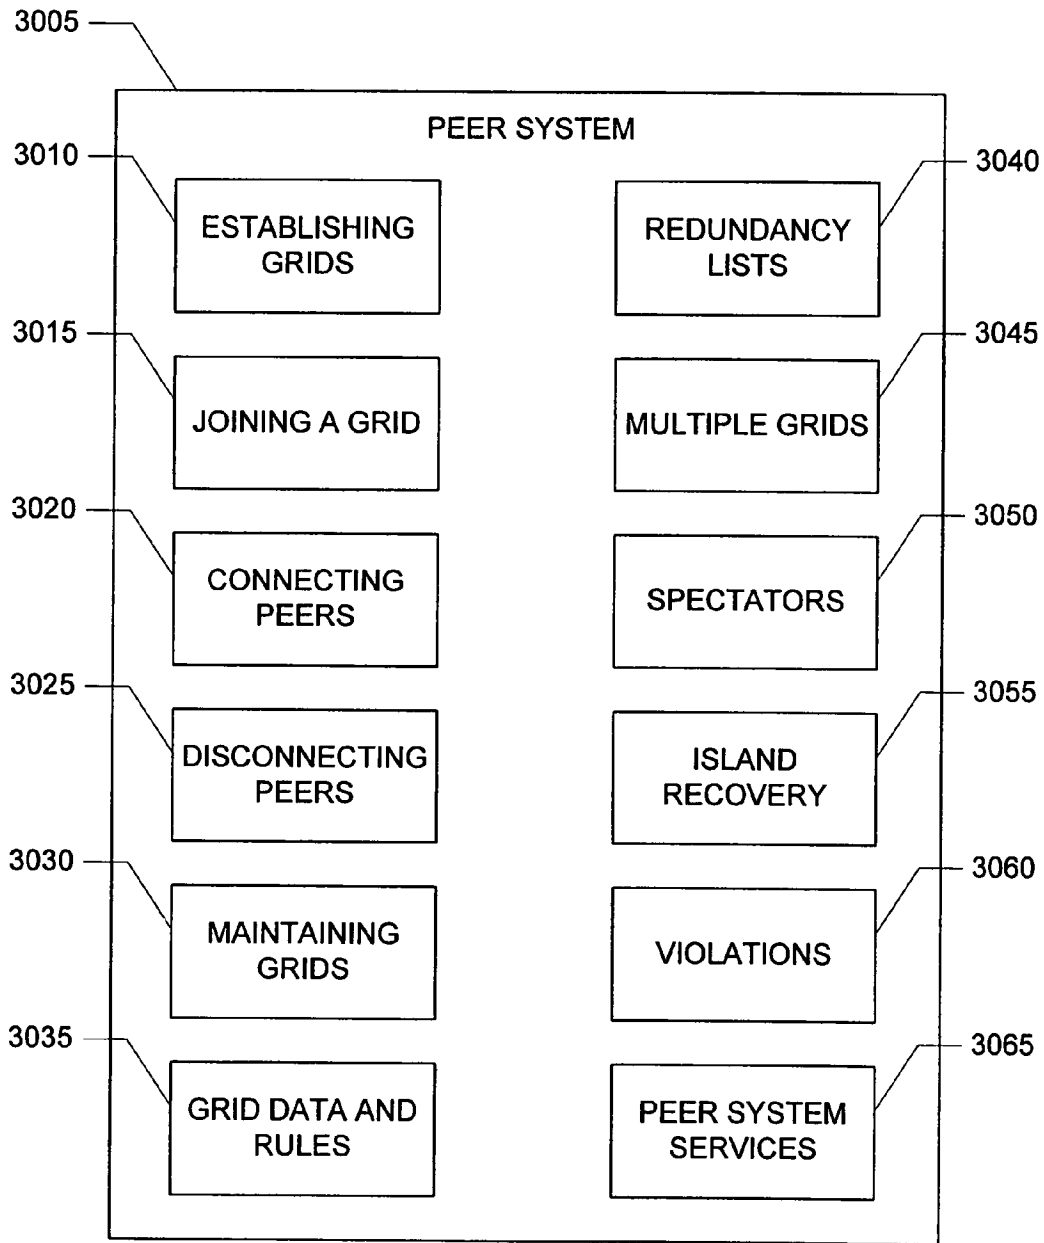 3005
PEER SYSTEM
3010
ESTABLISHING
GRIDS
3040
REDUNDANCY
LISTS
3015
JOINING A GRID
3045
MULTIPLE GRIDS
3020
CONNECTING
PEERS
3050
SPECTATORS
3025
DISCONNECTING
PEERS
3055
ISLAND
RECOVERY
3030
MAINTAINING
GRIDS
3060
VIOLATIONS
3035
GRID DATA AND
RULES
3065
PEER SYSTEM
SERVICES